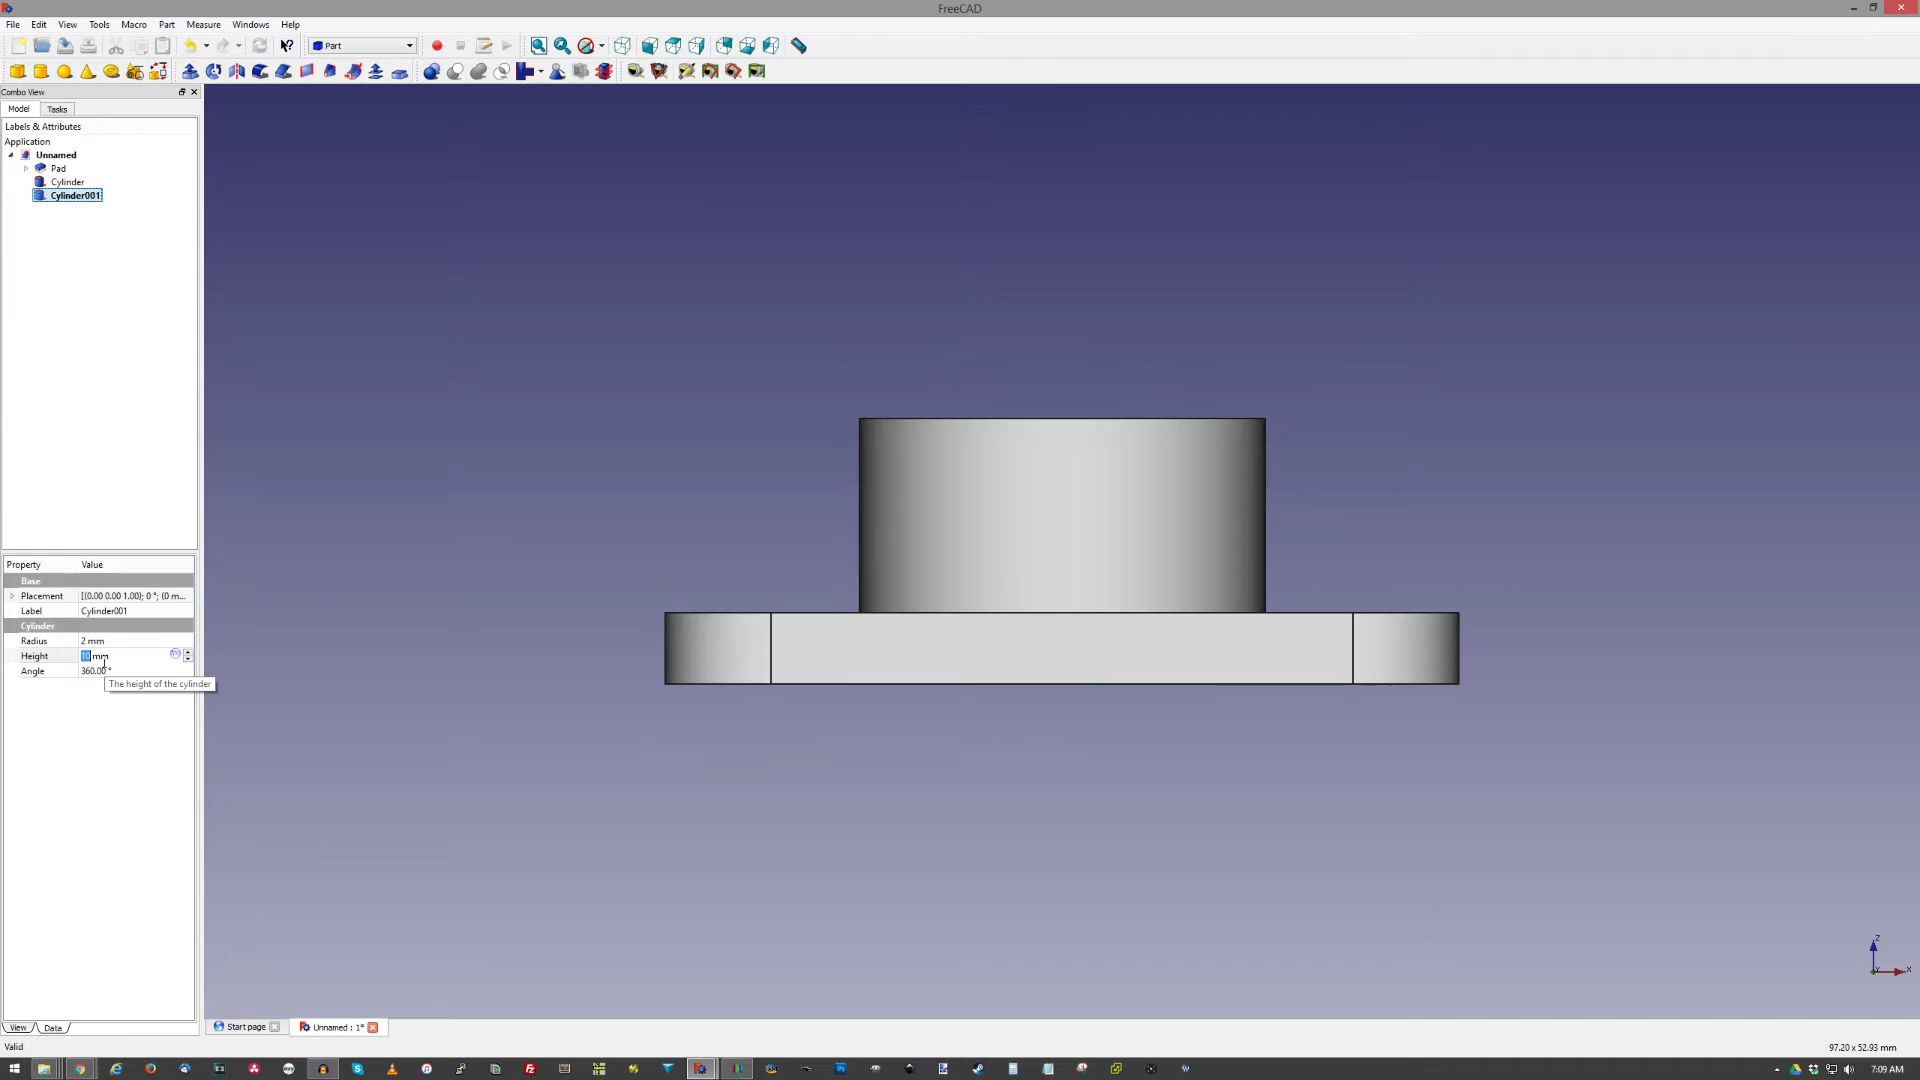 FreeCAD
File Edit View Tools Macro Part Measure Windows Help
Part
Combo View
Model Tasks
Labels & Attributes
Application
Unnamed
Pad
Cylinder
Cylinder001
Property Value
Base
Placement [(0.00 0.00 1.00); 0 °; (0 m...
Label Cylinder001
Cylinder
Radius 2 mm
Height 10 mm
Angle 360.00 °
The height of the cylinder
Z
Y X
View Data
Start page Unnamed : 1*
Valid
97.20 x 52.93 mm
7:09 AM